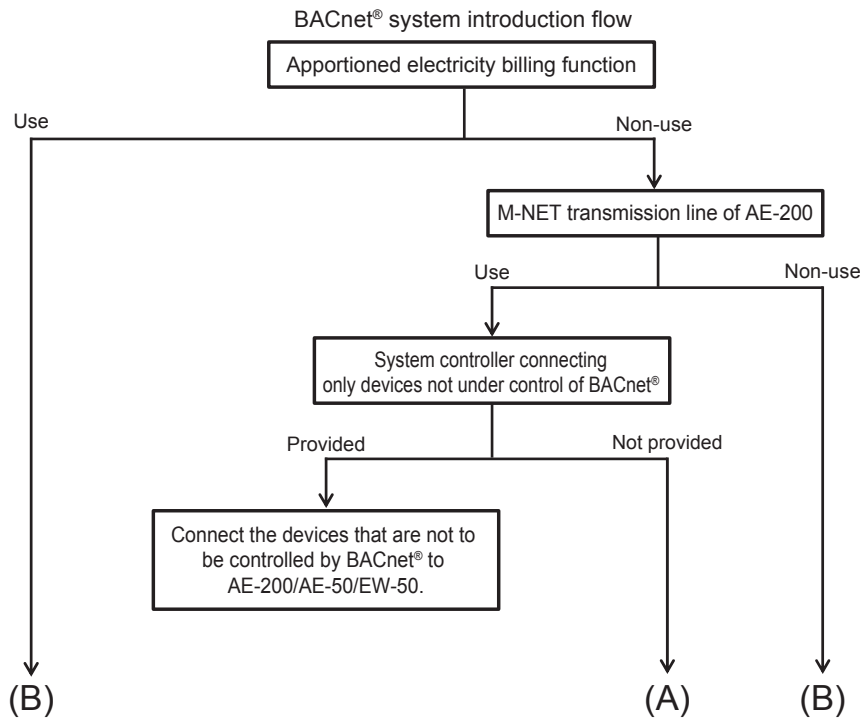 BACnet® system introduction flow
Apportioned electricity billing function
Use
Non-use
M-NET transmission line of AE-200
Use
Non-use
System controller connecting
only devices not under control of BACnet®
Provided
Not provided
Connect the devices that are not to
be controlled by BACnet® to
AE-200/AE-50/EW-50.
(B)
(A)
(B)